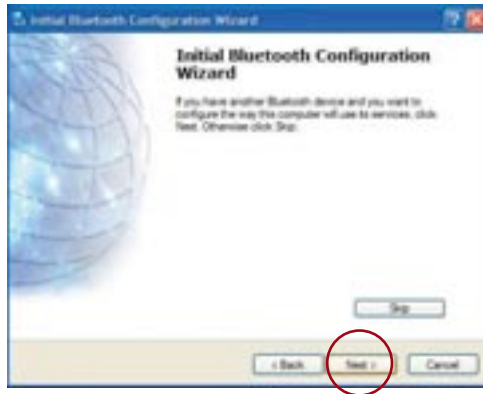 Initial Bluetooth Configuration Wizard
Initial Bluetooth Configuration
Wizard
If you have another Bluetooth device and you want to
configure the way this computer will use its services, click
Next. Otherwise click Skip.
Skip
< Back
Next >
Cancel